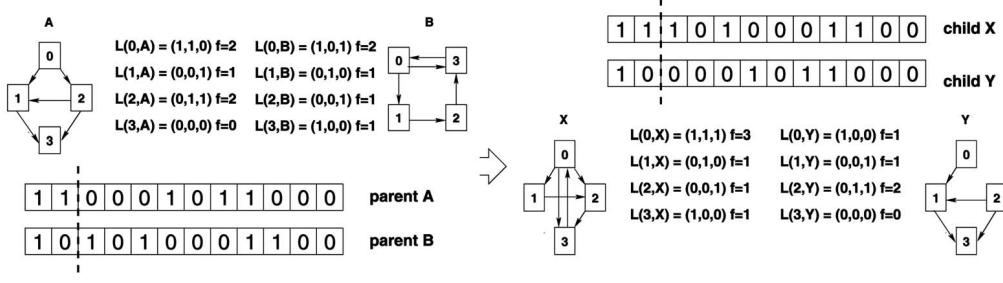 A
B
0
1
2
3
L(0,A) = (1,1,0) f=2
L(1,A) = (0,0,1) f=1
L(2,A) = (0,1,1) f=2
L(3,A) = (0,0,0) f=0
L(0,B) = (1,0,1) f=2
L(1,B) = (0,1,0) f=1
L(2,B) = (0,0,1) f=1
L(3,B) = (1,0,0) f=1
0
3
1
2
1 1 0 0 0 1 0 1 1 0 0 0 parent A
1 0 1 0 1 0 0 0 1 1 0 0 parent B
1 1 1 0 1 0 0 0 1 1 0 0 child X
1 0 0 0 0 1 0 1 1 0 0 0 child Y
X
Y
0
1
2
3
L(0,X) = (1,1,1) f=3
L(1,X) = (0,1,0) f=1
L(2,X) = (0,0,1) f=1
L(3,X) = (1,0,0) f=1
L(0,Y) = (1,0,0) f=1
L(1,Y) = (0,0,1) f=1
L(2,Y) = (0,1,1) f=2
L(3,Y) = (0,0,0) f=0
0
1
2
3